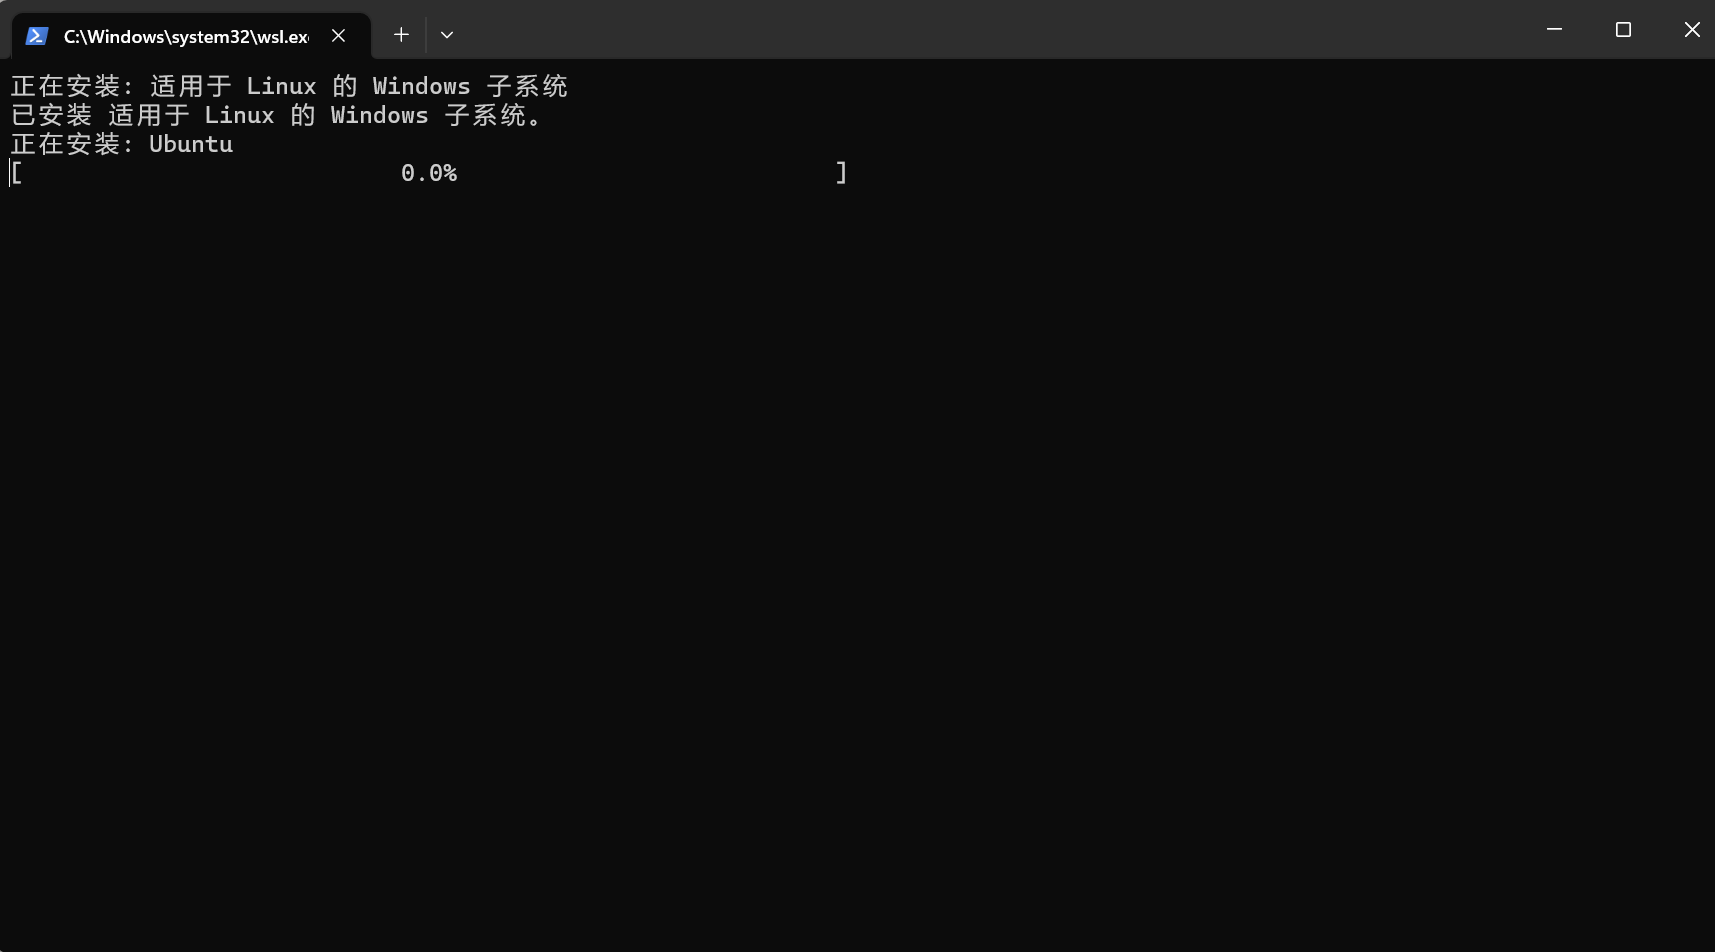 C:\Windows\system32\wsl.ex
正在安装: 适用于 Linux 的 Windows 子系统
已安装 适用于 Linux 的 Windows 子系统。
正在安装: Ubuntu
[ 0.0% ]